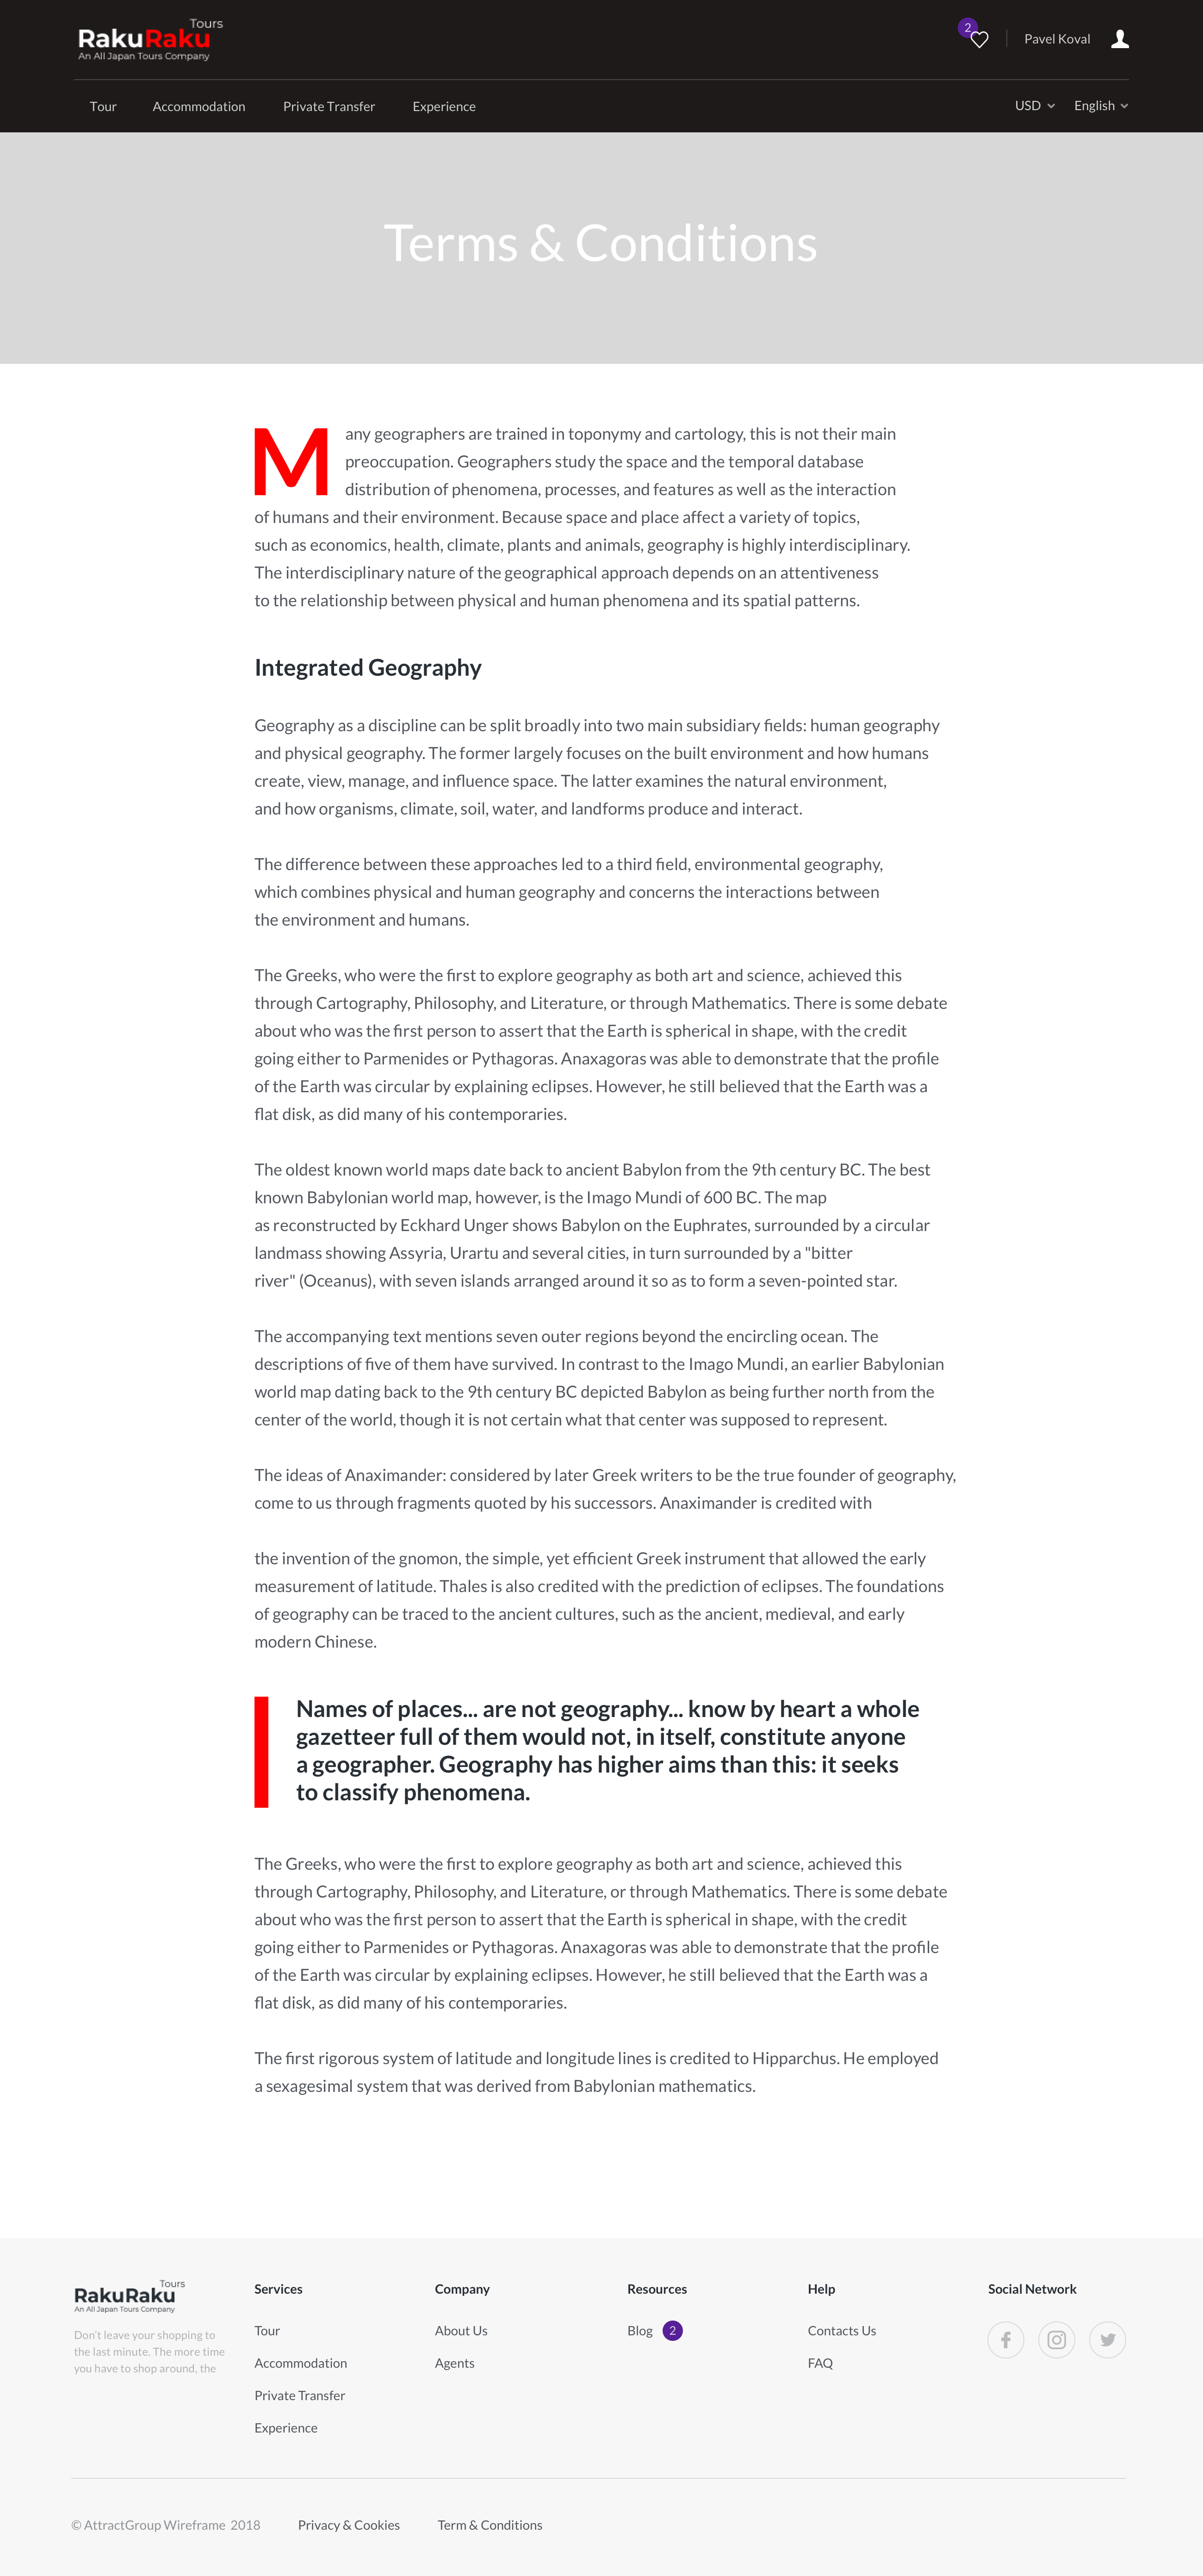 Tours
RakuRaku
An All Japan Tours Company
2
Pavel Koval
Tour Accommodation Private Transfer Experience
USD English
Terms & Conditions
Many geographers are trained in toponymy and cartology, this is not their main
preoccupation. Geographers study the space and the temporal database
distribution of phenomena, processes, and features as well as the interaction
of humans and their environment. Because space and place affect a variety of topics,
such as economics, health, climate, plants and animals, geography is highly interdisciplinary.
The interdisciplinary nature of the geographical approach depends on an attentiveness
to the relationship between physical and human phenomena and its spatial patterns.
Integrated Geography
Geography as a discipline can be split broadly into two main subsidiary fields: human geography
and physical geography. The former largely focuses on the built environment and how humans
create, view, manage, and influence space. The latter examines the natural environment,
and how organisms, climate, soil, water, and landforms produce and interact.
The difference between these approaches led to a third field, environmental geography,
which combines physical and human geography and concerns the interactions between
the environment and humans.
The Greeks, who were the first to explore geography as both art and science, achieved this
through Cartography, Philosophy, and Literature, or through Mathematics. There is some debate
about who was the first person to assert that the Earth is spherical in shape, with the credit
going either to Parmenides or Pythagoras. Anaxagoras was able to demonstrate that the profile
of the Earth was circular by explaining eclipses. However, he still believed that the Earth was a
flat disk, as did many of his contemporaries.
The oldest known world maps date back to ancient Babylon from the 9th century BC. The best
known Babylonian world map, however, is the Imago Mundi of 600 BC. The map
as reconstructed by Eckhard Unger shows Babylon on the Euphrates, surrounded by a circular
landmass showing Assyria, Urartu and several cities, in turn surrounded by a "bitter
river" (Oceanus), with seven islands arranged around it so as to form a seven-pointed star.
The accompanying text mentions seven outer regions beyond the encircling ocean. The
descriptions of five of them have survived. In contrast to the Imago Mundi, an earlier Babylonian
world map dating back to the 9th century BC depicted Babylon as being further north from the
center of the world, though it is not certain what that center was supposed to represent.
The ideas of Anaximander: considered by later Greek writers to be the true founder of geography,
come to us through fragments quoted by his successors. Anaximander is credited with
the invention of the gnomon, the simple, yet efficient Greek instrument that allowed the early
measurement of latitude. Thales is also credited with the prediction of eclipses. The foundations
of geography can be traced to the ancient cultures, such as the ancient, medieval, and early
modern Chinese.
Names of places... are not geography... know by heart a whole
gazetteer full of them would not, in itself, constitute anyone
a geographer. Geography has higher aims than this: it seeks
to classify phenomena.
The Greeks, who were the first to explore geography as both art and science, achieved this
through Cartography, Philosophy, and Literature, or through Mathematics. There is some debate
about who was the first person to assert that the Earth is spherical in shape, with the credit
going either to Parmenides or Pythagoras. Anaxagoras was able to demonstrate that the profile
of the Earth was circular by explaining eclipses. However, he still believed that the Earth was a
flat disk, as did many of his contemporaries.
The first rigorous system of latitude and longitude lines is credited to Hipparchus. He employed
a sexagesimal system that was derived from Babylonian mathematics.
Tours
RakuRaku
An All Japan Tours Company
Don't leave your shopping to
the last minute. The more time
you have to shop around, the
Services
Tour
Accommodation
Private Transfer
Experience
Company
About Us
Agents
Resources
Blog 2
Help
Contacts Us
FAQ
Social Network
© AttractGroup Wireframe 2018 Privacy & Cookies Term & Conditions